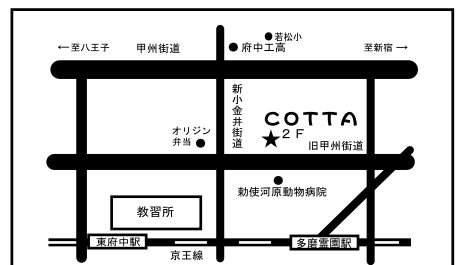 若松小
←至八王子
甲州街道
府中工高
至新宿→
新小金井街道
COTTA
★2F
オリジン
弁当
旧甲州街道
勅使河原動物病院
教習所
東府中駅
多磨霊園駅
京王線